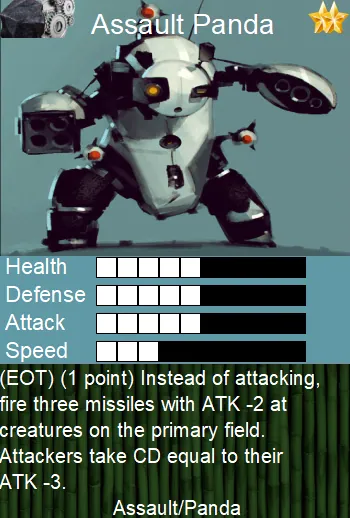 Assault Panda
Health
Defense
Attack
Speed
(EOT) (1 point) Instead of attacking,
fire three missiles with ATK -2 at
creatures on the primary field.
Attackers take CD equal to their
ATK -3.
Assault/Panda